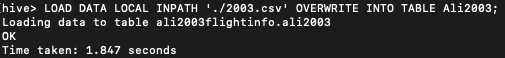 hive> LOAD DATA LOCAL INPATH './2003.csv' OVERWRITE INTO TABLE Ali2003;
Loading data to table ali2003flightinfo.ali2003
OK
Time taken: 1.847 seconds